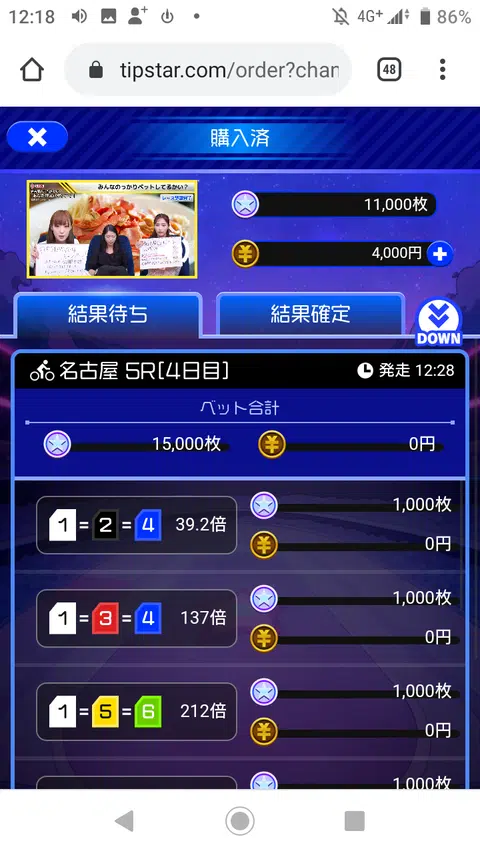 12:18
4G+
86%
tipstar.com/order?chan
48
購入済
みんなのっかりベットしてるかい?
11,000枚
4,000円
結果待ち
結果確定
DOWN
名古屋 5R[4日目]
発走 12:28
ベット合計
15,000枚
0円
1=2=4 39.2倍
1,000枚
0円
1=3=4 137倍
1,000枚
0円
1=5=6 212倍
1,000枚
0円
1,000枚